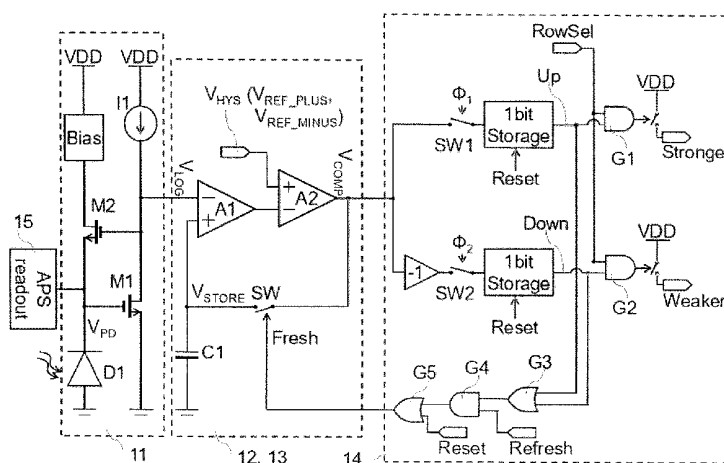 VDD
VDD
Bias
I1
M2
15
APS
readout
M1
V_PD
D1
11
V_HYS (V_REF_PLUS,
V_REF_MINUS)
V_LOG
A1
A2
V_COMP
V_STORE
SW
Fresh
C1
12, 13
14
RowSel
Φ1
SW1
1bit
Storage
Reset
Up
G1
VDD
Stronge
-1
Φ2
SW2
1bit
Storage
Reset
Down
G2
VDD
Weaker
G5
G4
G3
Reset
Refresh